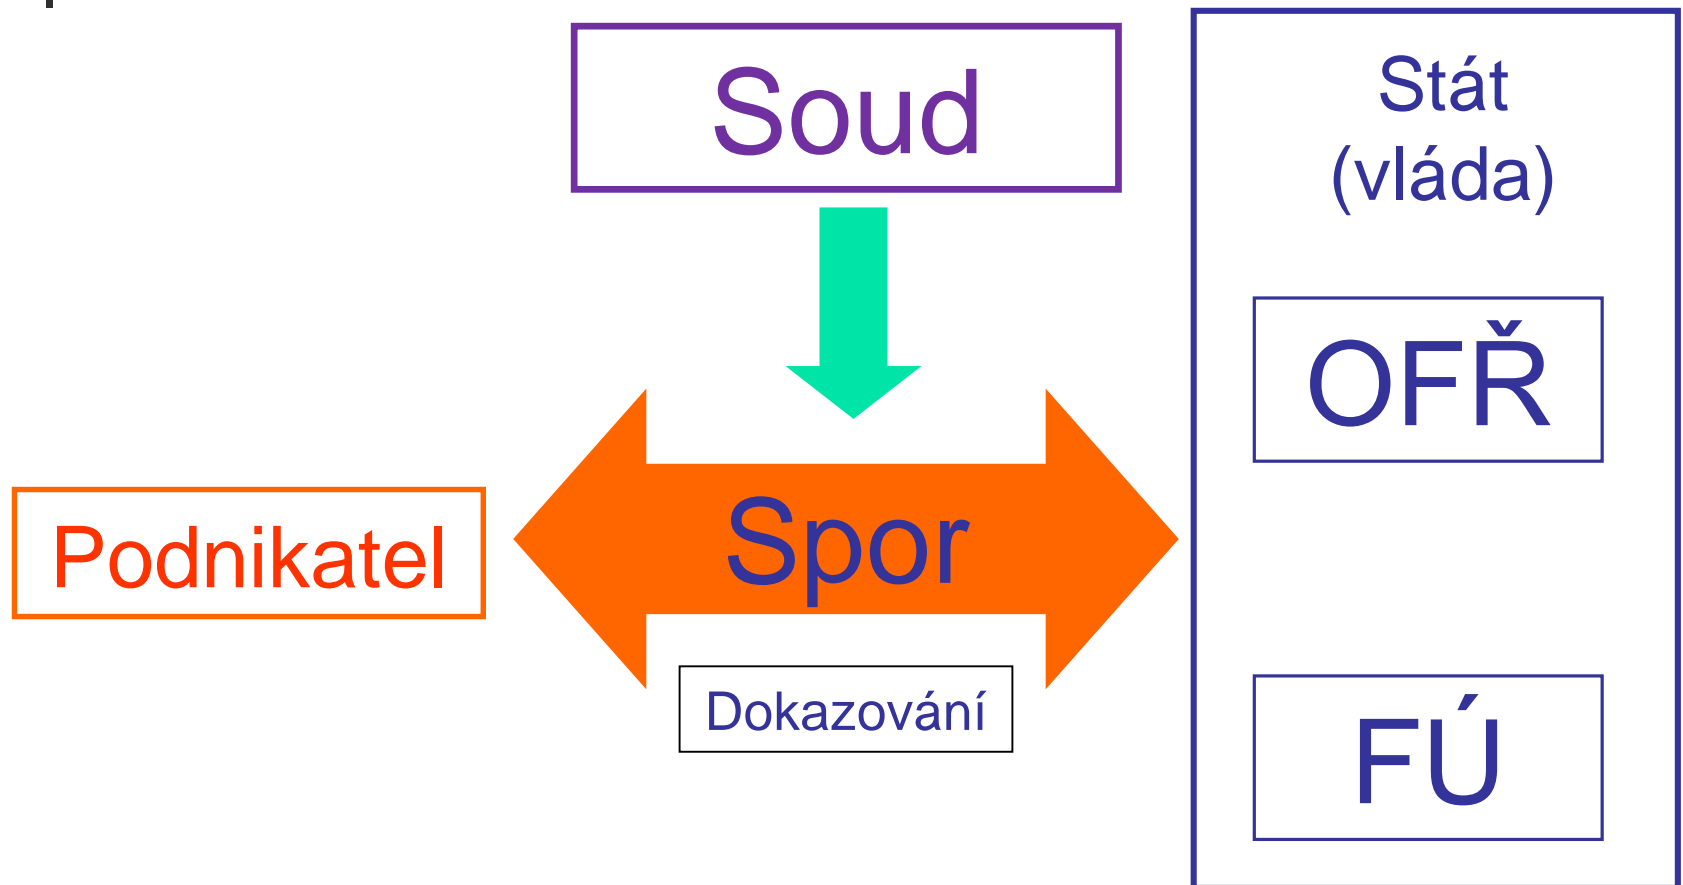 Soud
Stát
(vláda)
OFŘ
Podnikatel
Spor
Dokazování
FÚ